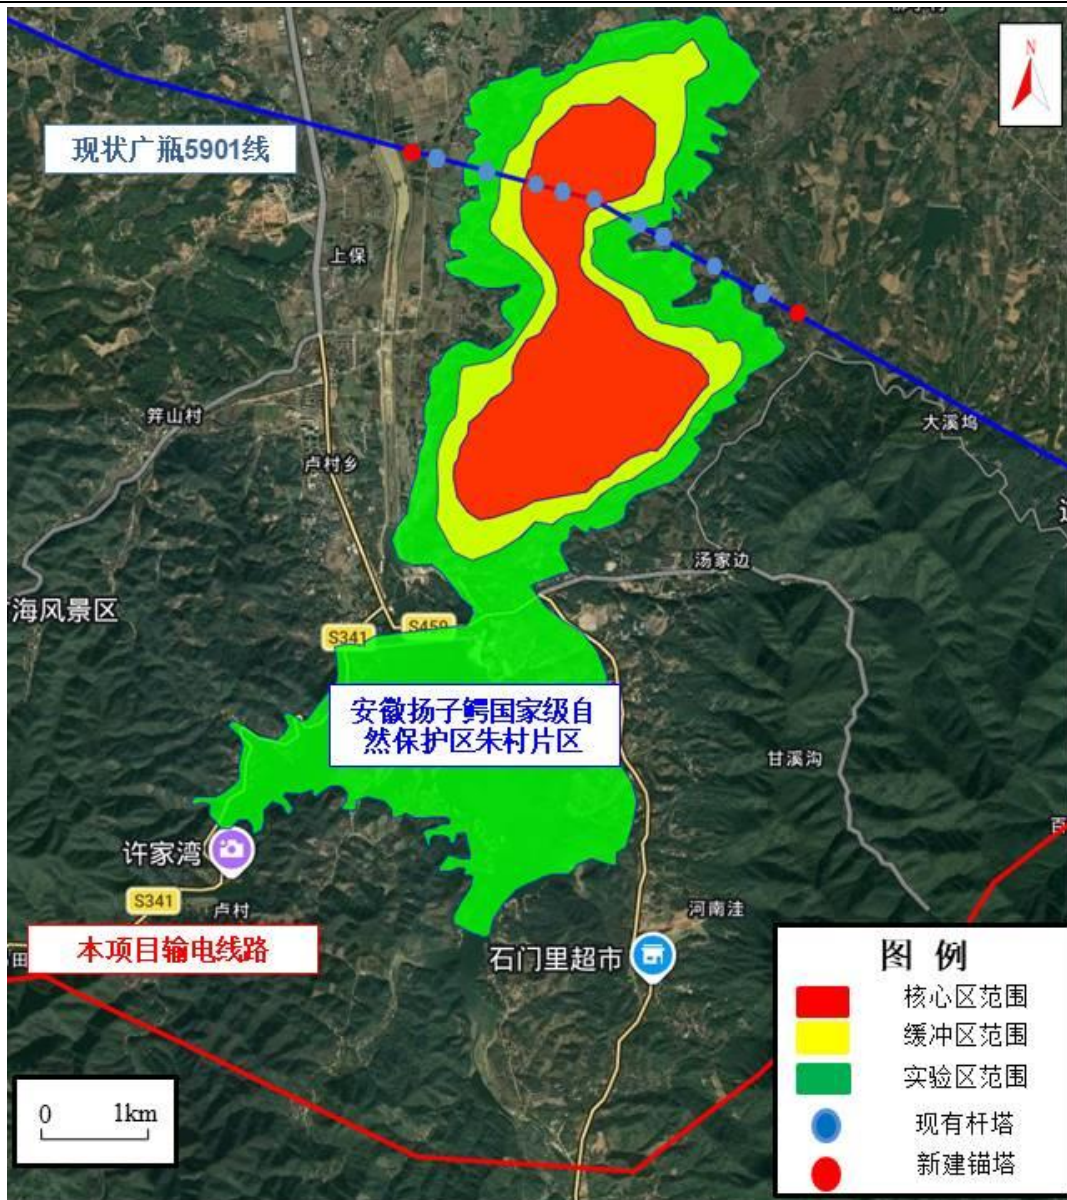 N
现状广瓶5901线
上保
箅山村
卢村乡
大溪坞
汤家边
海风景区
S341
S459
安徽扬子鳄国家级自
然保护区朱村片区
甘溪沟
百
许家湾
S341
卢村
河南洼
本项目输电线路
田
石门里超市
图 例
核心区范围
缓冲区范围
实验区范围
现有杆塔
新建锚塔
0 1km